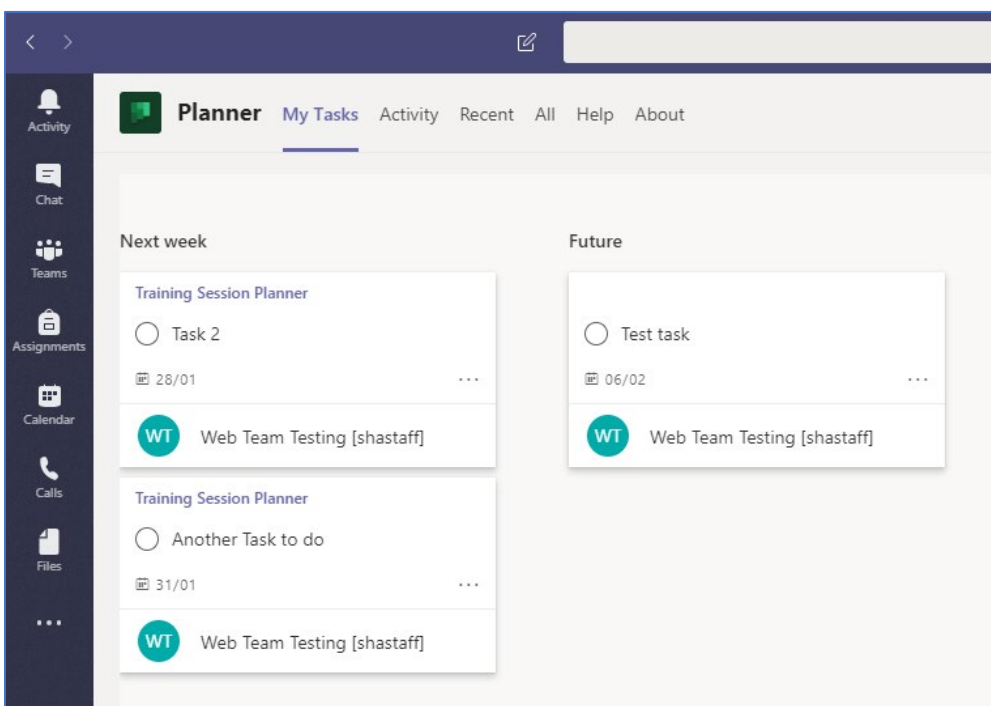 Planner My Tasks Activity Recent All Help About
Activity
Chat
Teams
Assignments
Calendar
Calls
Files
Next week
Training Session Planner
Task 2
28/01
WT Web Team Testing [shastaff]
Training Session Planner
Another Task to do
31/01
WT Web Team Testing [shastaff]
Future
Test task
06/02
WT Web Team Testing [shastaff]